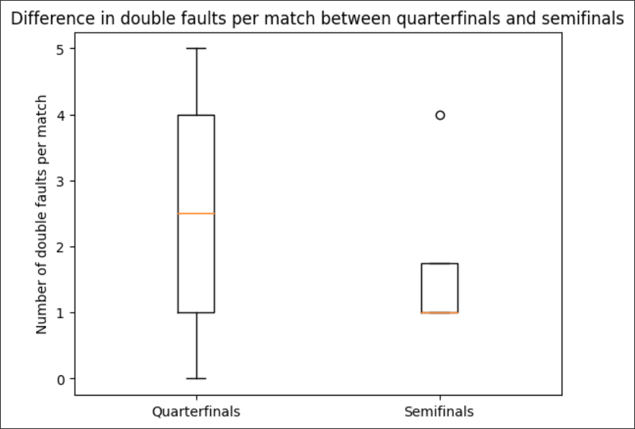 Difference in double faults per match between quarterfinals and semifinals
Number of double faults per match
5
4
3
2
1
0
Quarterfinals
Semifinals